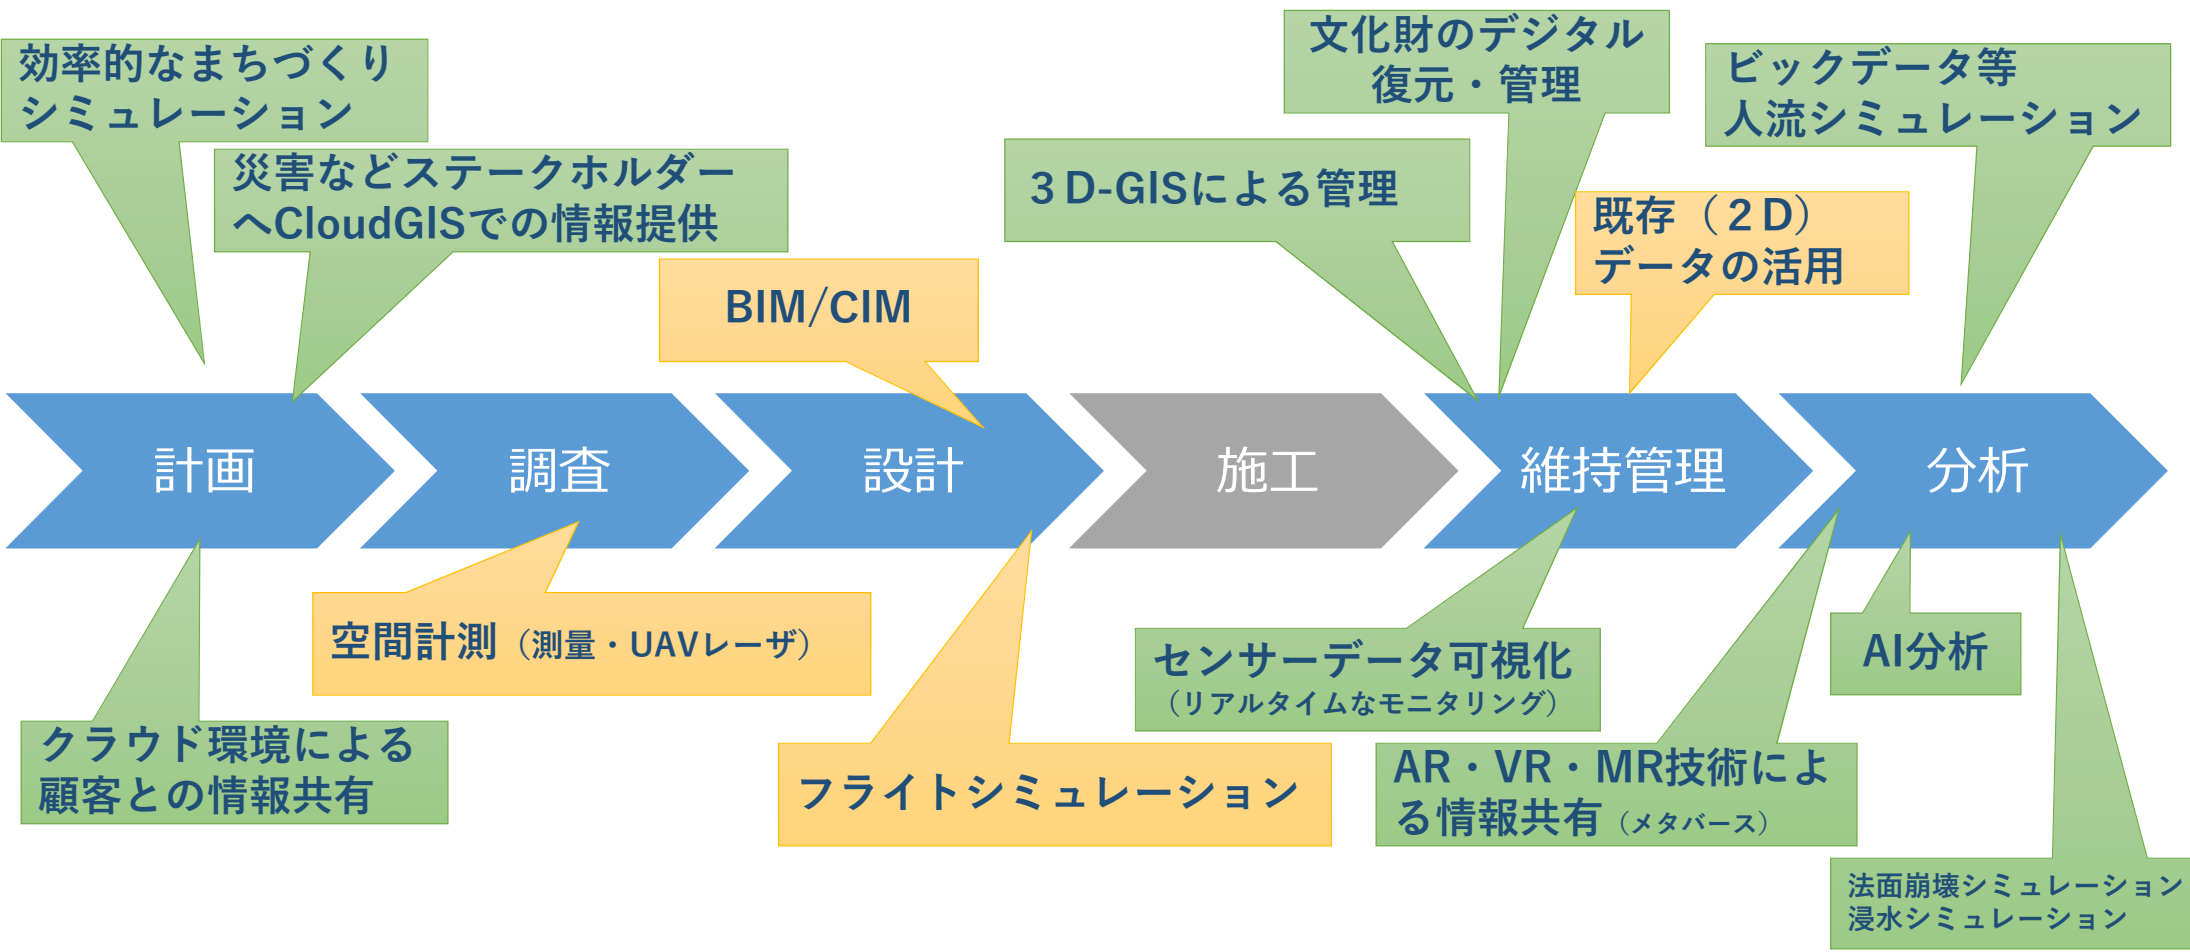 効率的なまちづくり
シミュレーション
災害などステークホルダー
へCloudGISでの情報提供
BIM/CIM
３D-GISによる管理
文化財のデジタル
復元・管理
既存（２D）
データの活用
ビックデータ等
人流シミュレーション
計画
調査
設計
施工
維持管理
分析
クラウド環境による
顧客との情報共有
空間計測（測量・UAVレーザ）
フライトシミュレーション
センサーデータ可視化
（リアルタイムなモニタリング）
AR・VR・MR技術によ
る情報共有（メタバース）
AI分析
法面崩壊シミュレーション
浸水シミュレーション